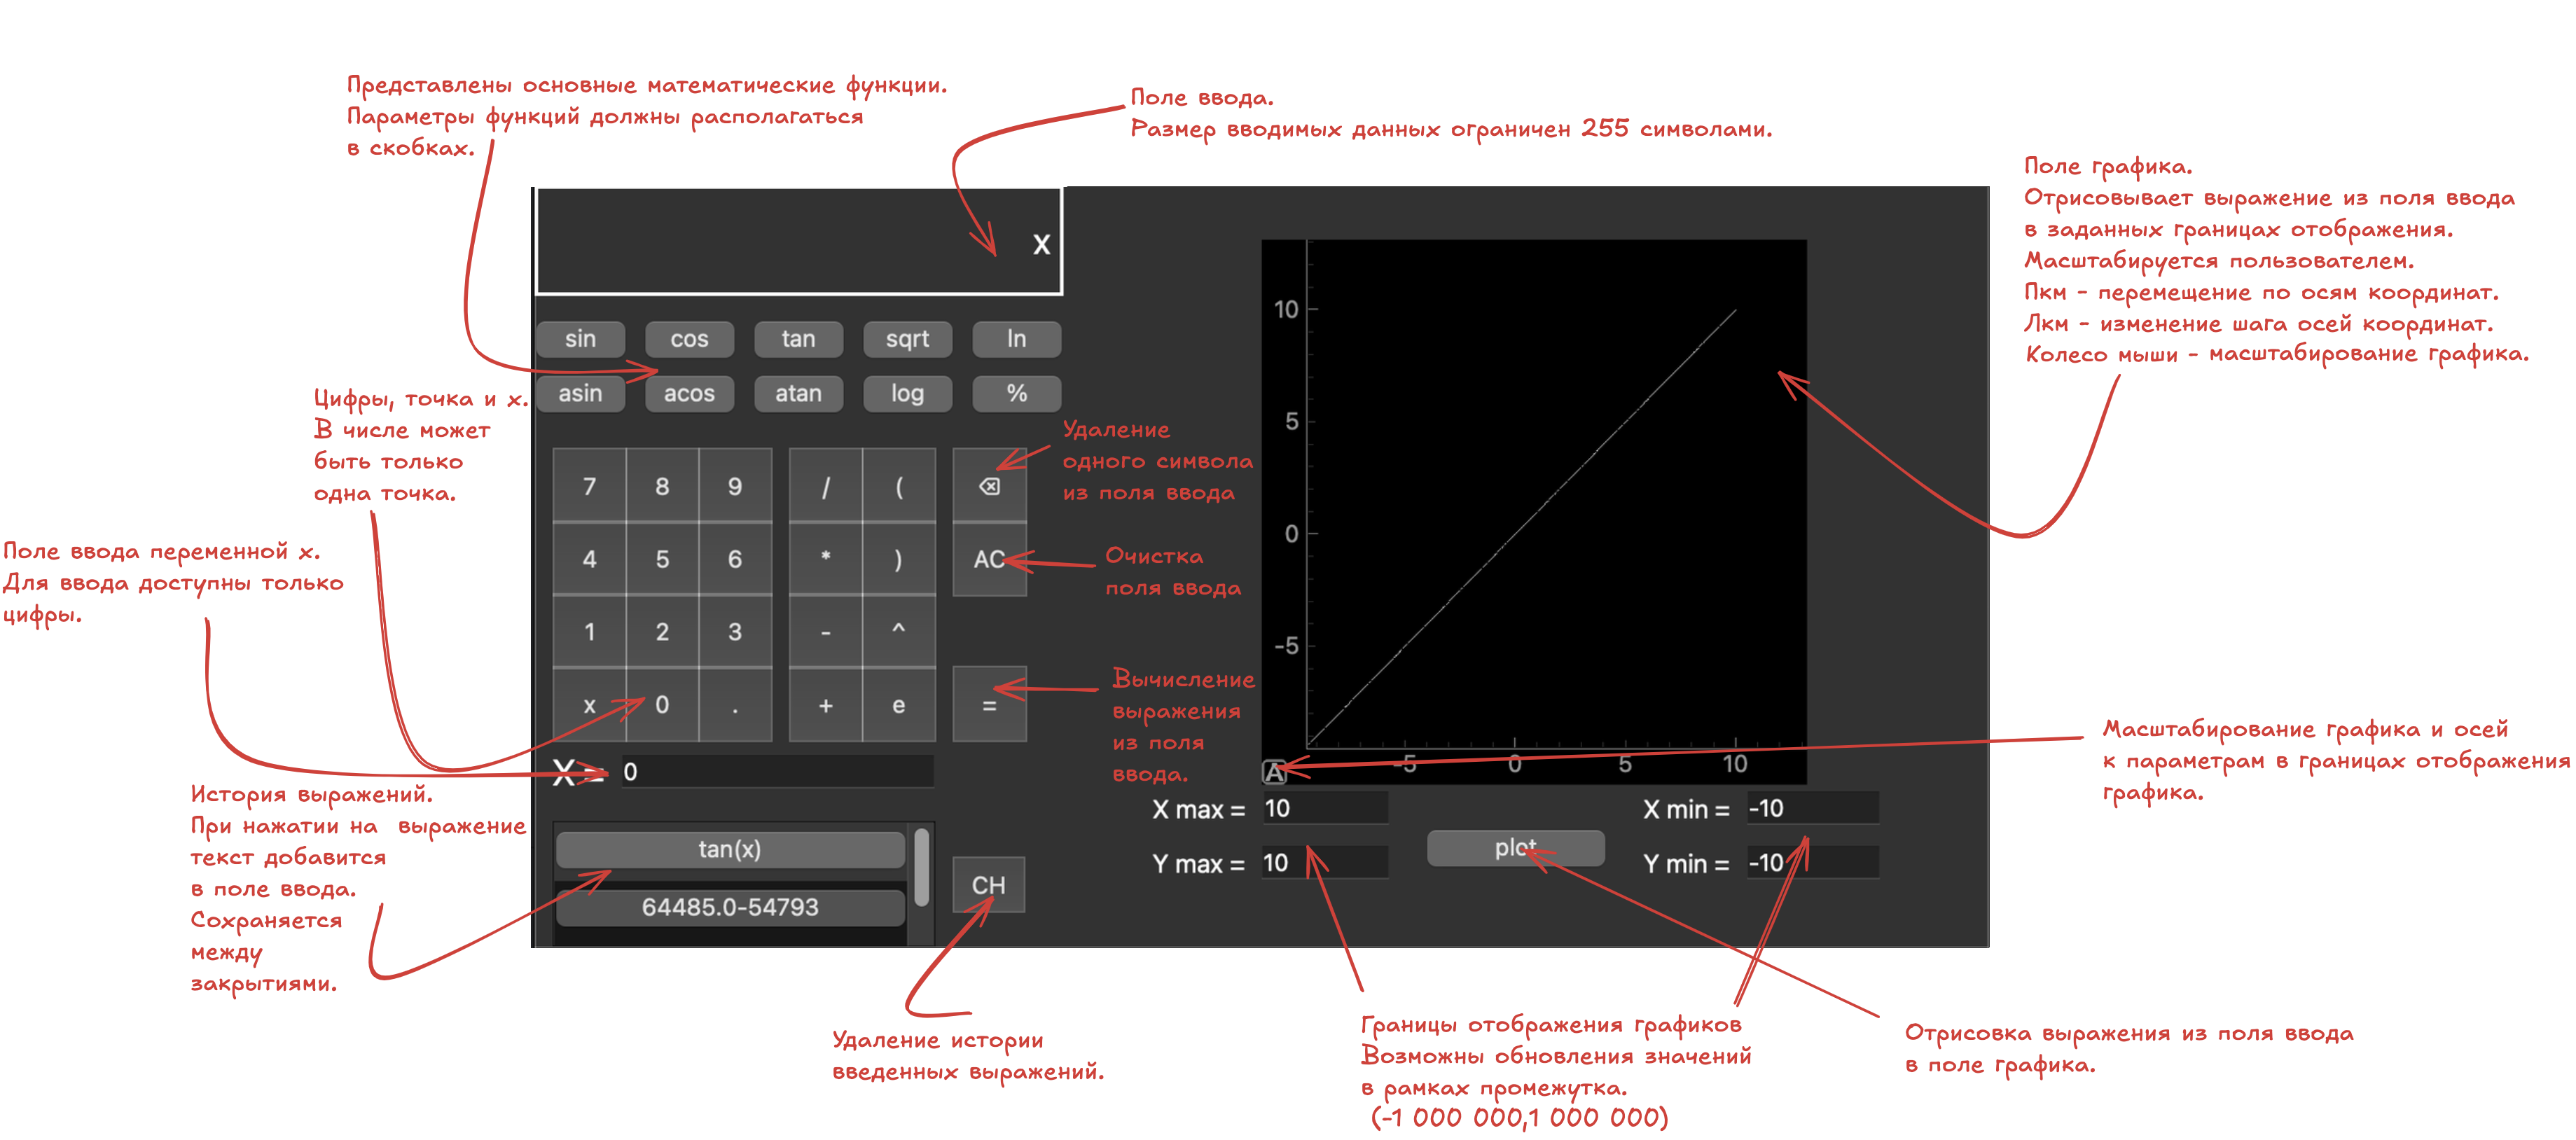 Представлены основные математические функции.
Параметры функций должны располагаться
в скобках.
Поле ввода.
Размер вводимых данных ограничен 255 символами.
Поле графика.
Отрисовывает выражение из поля ввода
в заданных границах отображения.
Масштабируется пользователем.
Пкм - перемещение по осям координат.
Лкм - изменение шага осей координат.
Колесо мыши - масштабирование графика.
x
sin cos tan sqrt ln
asin acos atan log %
Цифры, точка и x.
В числе может
быть только
одна точка.
Удаление
одного символа
из поля ввода
7 8 9 / (
4 5 6 * ) AC
1 2 3 - ^
x 0 . + e =
Очистка
поля ввода
Поле ввода переменной x.
Для ввода доступны только
цифры.
Вычисление
выражения
из поля
ввода.
10
5
0
-5
-5 0 5 10
A
Масштабирование графика и осей
к параметрам в границах отображения
графика.
X= 0
История выражений.
При нажатии на выражение
текст добавится
в поле ввода.
Сохраняется
между
закрытиями.
tan(x)
64485.0-54793
CH
X max = 10
Y max = 10
plot
X min = -10
Y min = -10
Удаление истории
введенных выражений.
Границы отображения графиков
Возможны обновления значений
в рамках промежутка.
(-1 000 000,1 000 000)
Отрисовка выражения из поля ввода
в поле графика.